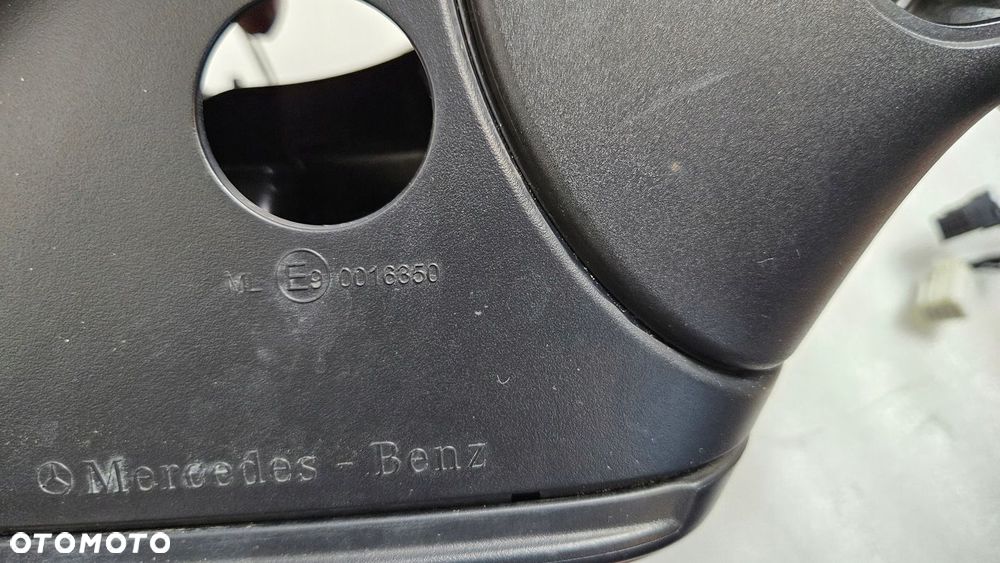 ML E9 0016350
Mercedes - Benz
OTOMOTO